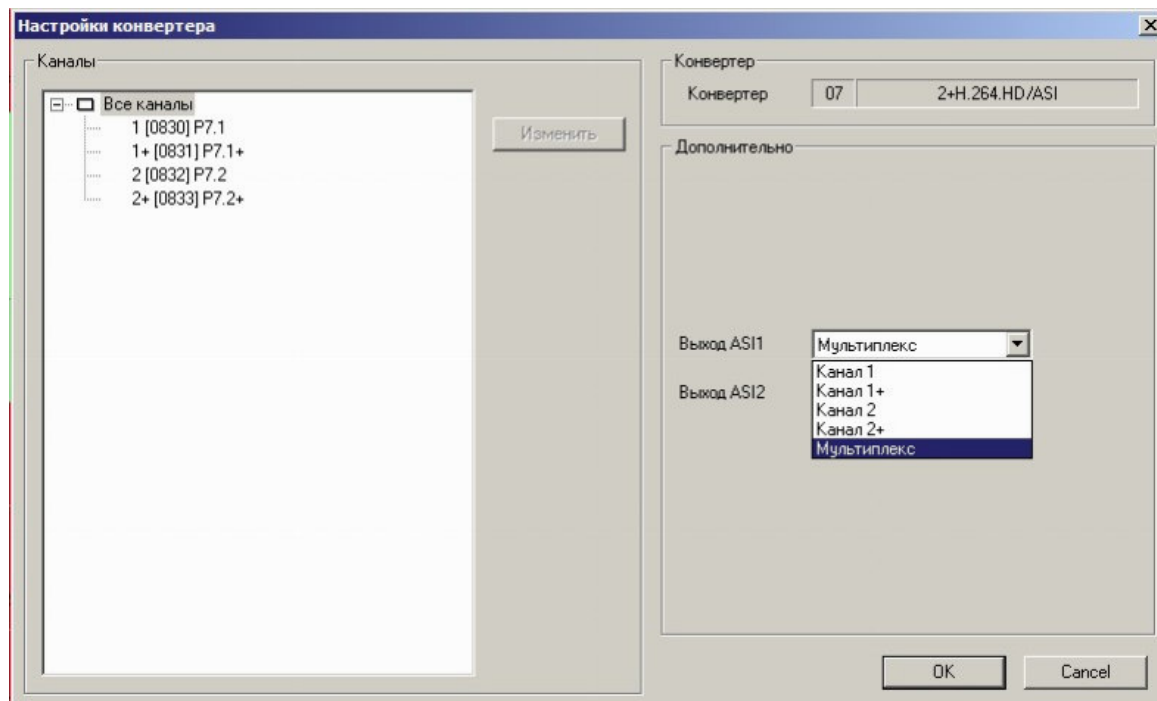 Настройки конвертера
Каналы
Все каналы
1 [0830] P7.1
1+ [0831] P7.1+
2 [0832] P7.2
2+ [0833] P7.2+
Изменить
Конвертер
Конвертер 07 2+H.264.HD/ASI
Дополнительно
Выход ASI1 Мультиплекс
Выход ASI2
Канал 1
Канал 1+
Канал 2
Канал 2+
Мультиплекс
OK Cancel